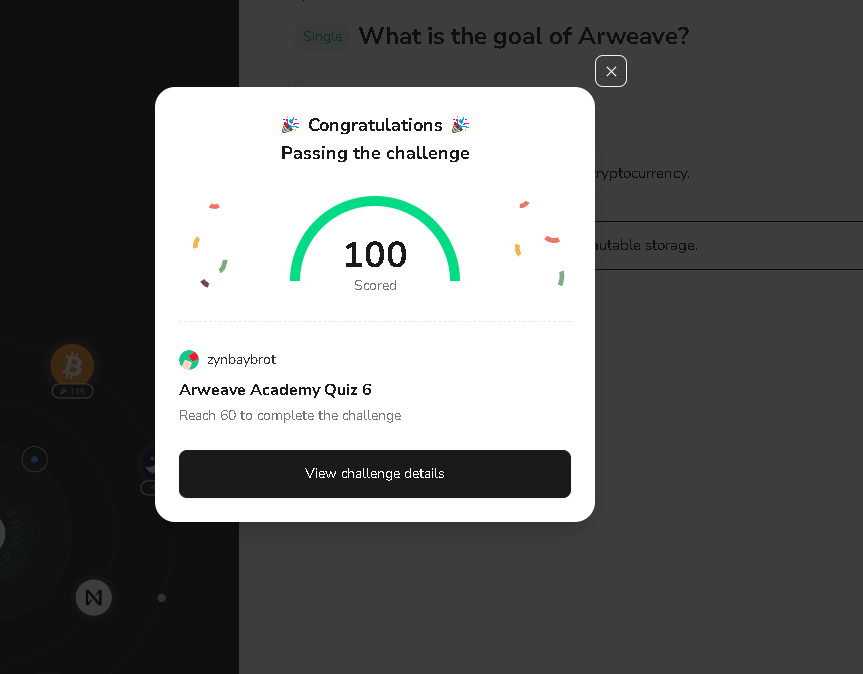 Single What is the goal of Arweave?
🎉 Congratulations 🎉
Passing the challenge
ryptocurrency.
utable storage.
100
Scored
115
zynbaybrot
Arweave Academy Quiz 6
Reach 60 to complete the challenge
View challenge details